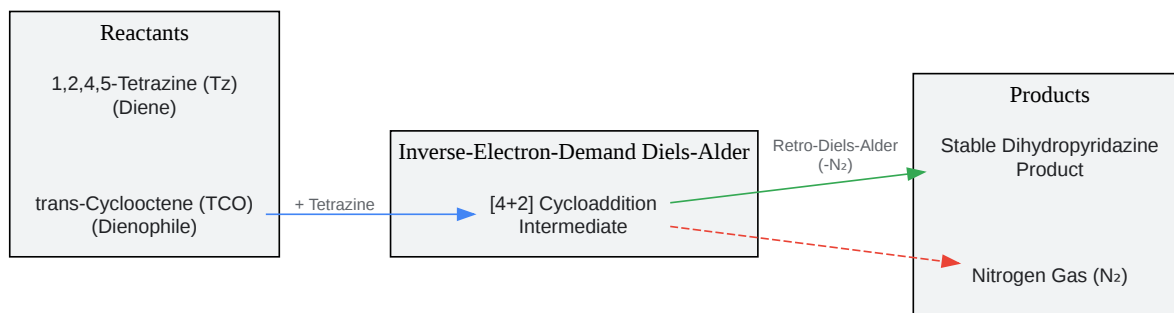 Reactants
1,2,4,5-Tetrazine (Tz)
(Diene)
trans-Cyclooctene (TCO)
(Dienophile)
+ Tetrazine
Inverse-Electron-Demand Diels-Alder
[4+2] Cycloaddition
Intermediate
Retro-Diels-Alder
(-N₂)
Products
Stable Dihydropyridazine
Product
Nitrogen Gas (N₂)